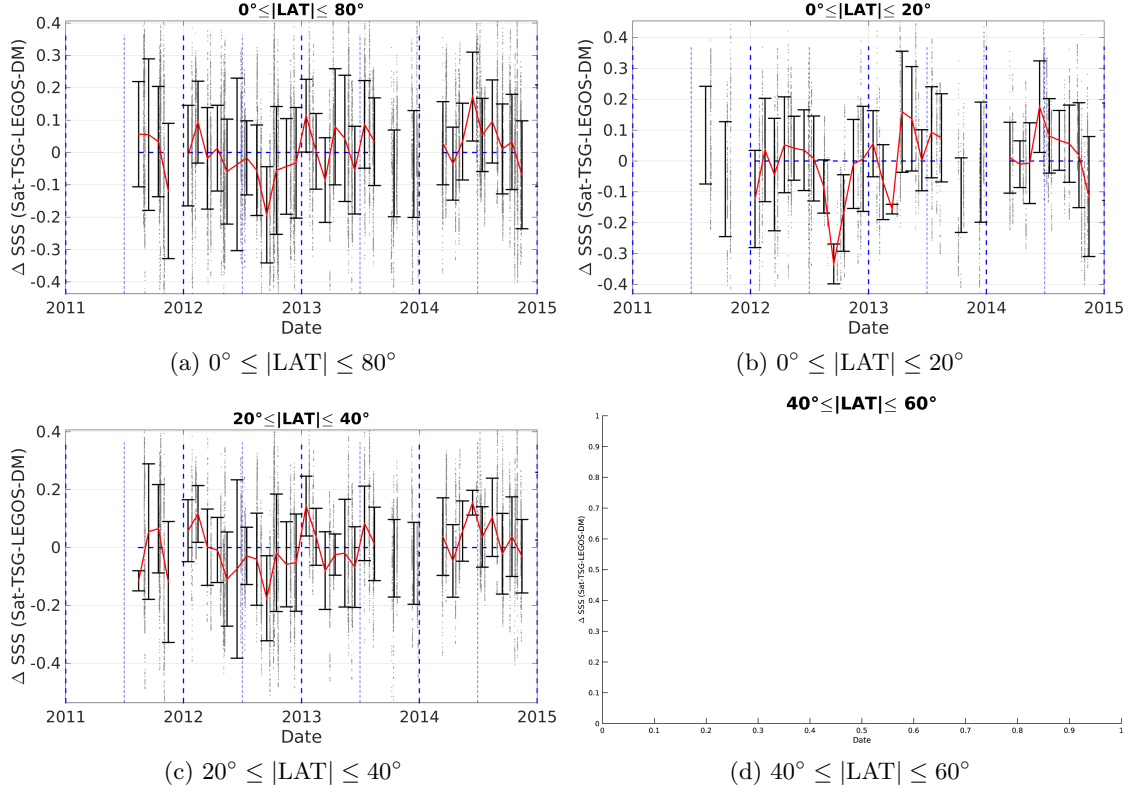 0°≤|LAT|≤ 80°
Δ SSS (Sat-TSG-LEGOS-DM)
0.4
0.3
0.2
0.1
0
-0.1
-0.2
-0.3
-0.4
2011 2012 2013 2014 2015
Date
(a) 0° ≤ |LAT| ≤ 80°
0°≤|LAT|≤ 20°
Δ SSS (Sat-TSG-LEGOS-DM)
0.4
0.3
0.2
0.1
0
-0.1
-0.2
-0.3
-0.4
2011 2012 2013 2014 2015
Date
(b) 0° ≤ |LAT| ≤ 20°
20°≤|LAT|≤ 40°
Δ SSS (Sat-TSG-LEGOS-DM)
0.4
0.2
0
-0.2
-0.4
2011 2012 2013 2014 2015
Date
(c) 20° ≤ |LAT| ≤ 40°
40°≤|LAT|≤ 60°
Δ SSS (Sat-TSG-LEGOS-DM)
1
0.9
0.8
0.7
0.6
0.5
0.4
0.3
0.2
0.1
0
0 0.1 0.2 0.3 0.4 0.5 0.6 0.7 0.8 0.9 1
Date
(d) 40° ≤ |LAT| ≤ 60°